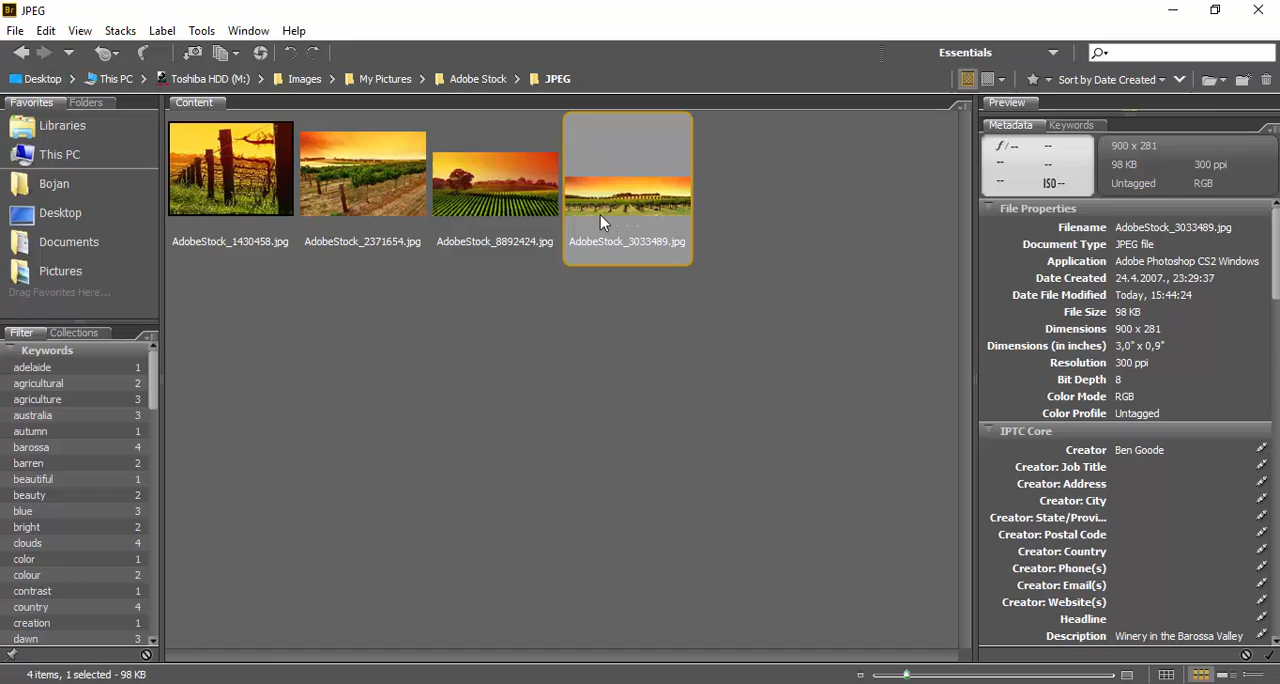 Br JPEG
File Edit View Stacks Label Tools Window Help
Essentials
Desktop This PC Toshiba HDD (M:) Images My Pictures Adobe Stock JPEG
Sort by Date Created
Favorites Folders
Content
Preview
Libraries
This PC
Bojan
Desktop
Documents
Pictures
Drag Favorites Here...
AdobeStock_1430458.jpg AdobeStock_2371654.jpg AdobeStock_8892424.jpg AdobeStock_3033489.jpg
Filter Collections
Keywords
adelaide 1
agricultural 2
agriculture 3
australia 3
autumn 1
barossa 4
barren 2
beautiful 1
beauty 2
blue 3
bright 2
clouds 4
color 1
colour 2
contrast 1
country 4
creation 1
dawn 3
Metadata Keywords
f/-- --
-- --
-- ISO--
900 x 281
98 KB 300 ppi
Untagged RGB
File Properties
Filename AdobeStock_3033489.jpg
Document Type JPEG file
Application Adobe Photoshop CS2 Windows
Date Created 24.4.2007., 23:29:37
Date File Modified Today, 15:44:24
File Size 98 KB
Dimensions 900 x 281
Dimensions (in inches) 3,0" x 0,9"
Resolution 300 ppi
Bit Depth 8
Color Mode RGB
Color Profile Untagged
IPTC Core
Creator Ben Goode
Creator: Job Title
Creator: Address
Creator: City
Creator: State/Provi...
Creator: Postal Code
Creator: Country
Creator: Phone(s)
Creator: Email(s)
Creator: Website(s)
Headline
Description Winery in the Barossa Valley
4 items, 1 selected - 98 KB